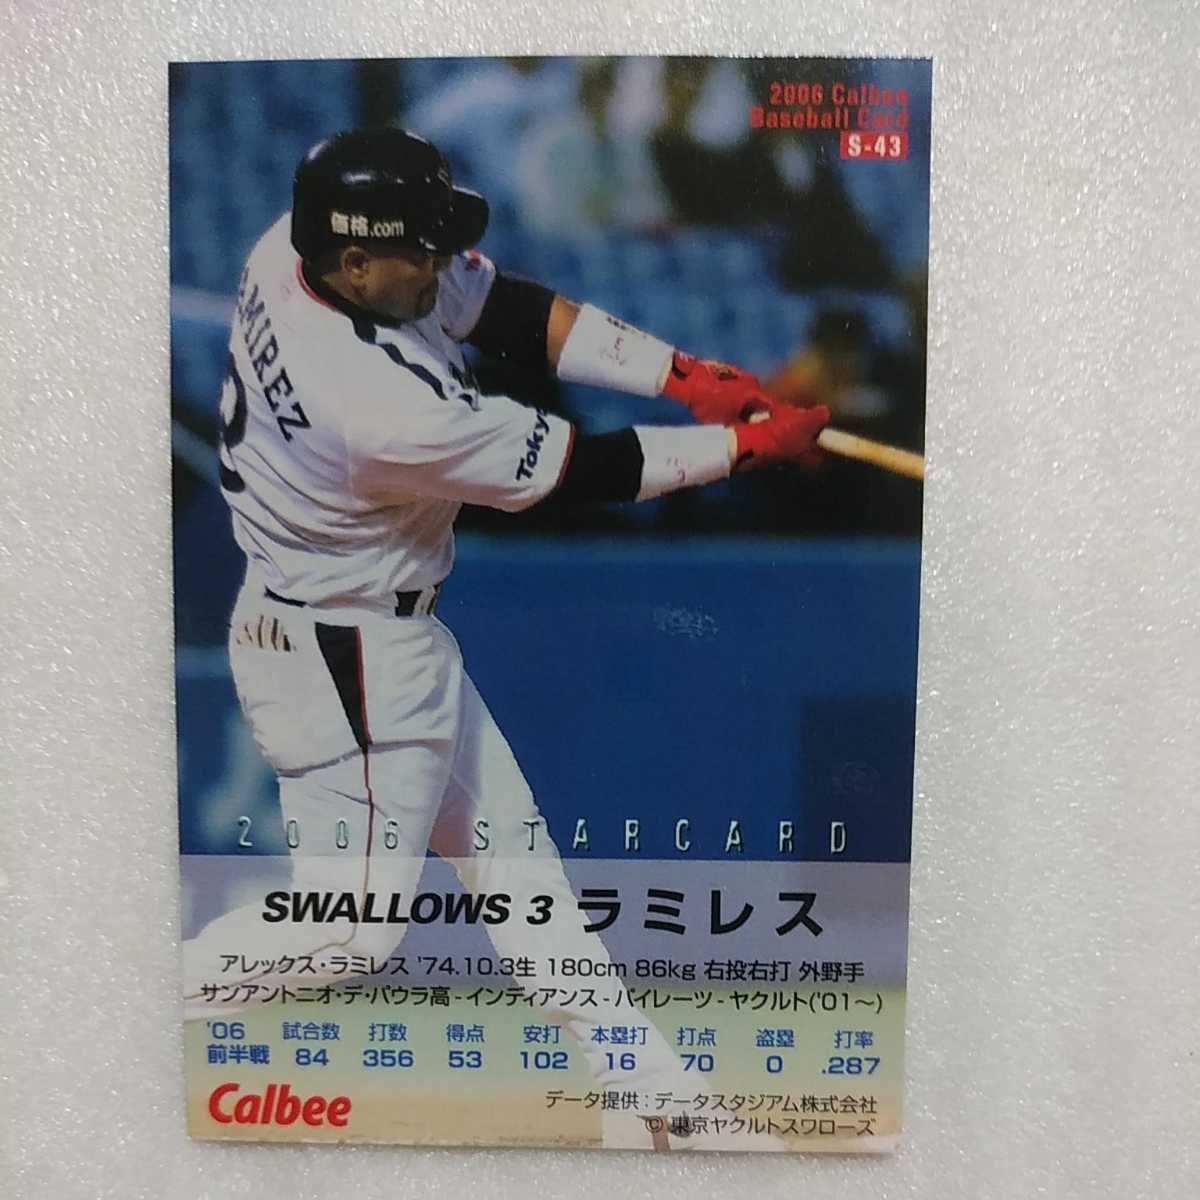 2006 Calbee
Baseball Card
S-43
価格.com
MIREZ
3
Toky
2006 STARCARD
SWALLOWS 3 ラミレス
アレックス・ラミレス '74.10.3生 180cm 86kg 右投右打 外野手
サンアントニオ・デ・パウラ高-インディアンス-パイレーツ-ヤクルト('01～)
'06 試合数 打数 得点 安打 本塁打 打点 盗塁 打率
前半戦 84 356 53 102 16 70 0 .287
Calbee
データ提供：データスタジアム株式会社
© 東京ヤクルトスワローズ